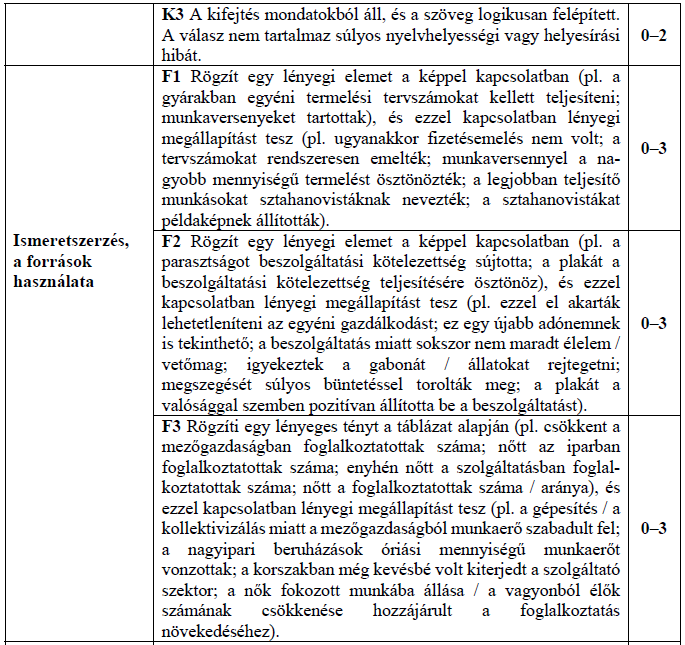 K3 A kifejtés mondatokból áll, és a szöveg logikusan felépített.
A válasz nem tartalmaz súlyos nyelvhelyességi vagy helyesírási
hibát.
0–2
Ismeretszerzés,
a források
használata
F1 Rögzít egy lényegi elemet a képpel kapcsolatban (pl. a
gyárakban egyéni termelési tervszámokat kellett teljesíteni;
munkaversenyeket tartottak), és ezzel kapcsolatban lényegi
megállapítást tesz (pl. ugyanakkor fizetésemelés nem volt; a
tervszámokat rendszeresen emelték; munkaversennyel a na-
gyobb mennyiségű termelést ösztönözték; a legjobban teljesítő
munkásokat sztahanovistáknak nevezték; a sztahanovistákat
példaképnek állították).
0–3
F2 Rögzít egy lényegi elemet a képpel kapcsolatban (pl. a
parasztságot beszolgáltatási kötelezettség sújtotta; a plakát a
beszolgáltatási kötelezettség teljesítésére ösztönöz), és ezzel
kapcsolatban lényegi megállapítást tesz (pl. ezzel el akarták
lehetetleníteni az egyéni gazdálkodást; ez egy újabb adónemnek
is tekinthető; a beszolgáltatás miatt sokszor nem maradt élelem /
vetőmag; igyekeztek a gabonát / állatokat rejtegetni;
megszegését súlyos büntetéssel torolták meg; a plakát a
valósággal szemben pozitívan állította be a beszolgáltatást).
0–3
F3 Rögzíti egy lényeges tényt a táblázat alapján (pl. csökkent a
mezőgazdaságban foglalkoztatottak száma; nőtt az iparban
foglalkoztatottak száma; enyhén nőtt a szolgáltatásban foglal-
koztatottak száma; nőtt a foglalkoztatottak száma / aránya), és
ezzel kapcsolatban lényegi megállapítást tesz (pl. a gépesítés / a
kollektivizálás miatt a mezőgazdaságból munkaerő szabadult fel;
a nagyipari beruházások óriási mennyiségű munkaerőt
vonzottak; a korszakban még kevésbé volt kiterjedt a szolgáltató
szektor; a nők fokozott munkába állása / a vagyonból élők
számának csökkenése hozzájárult a foglalkoztatás
növekedéséhez).
0–3